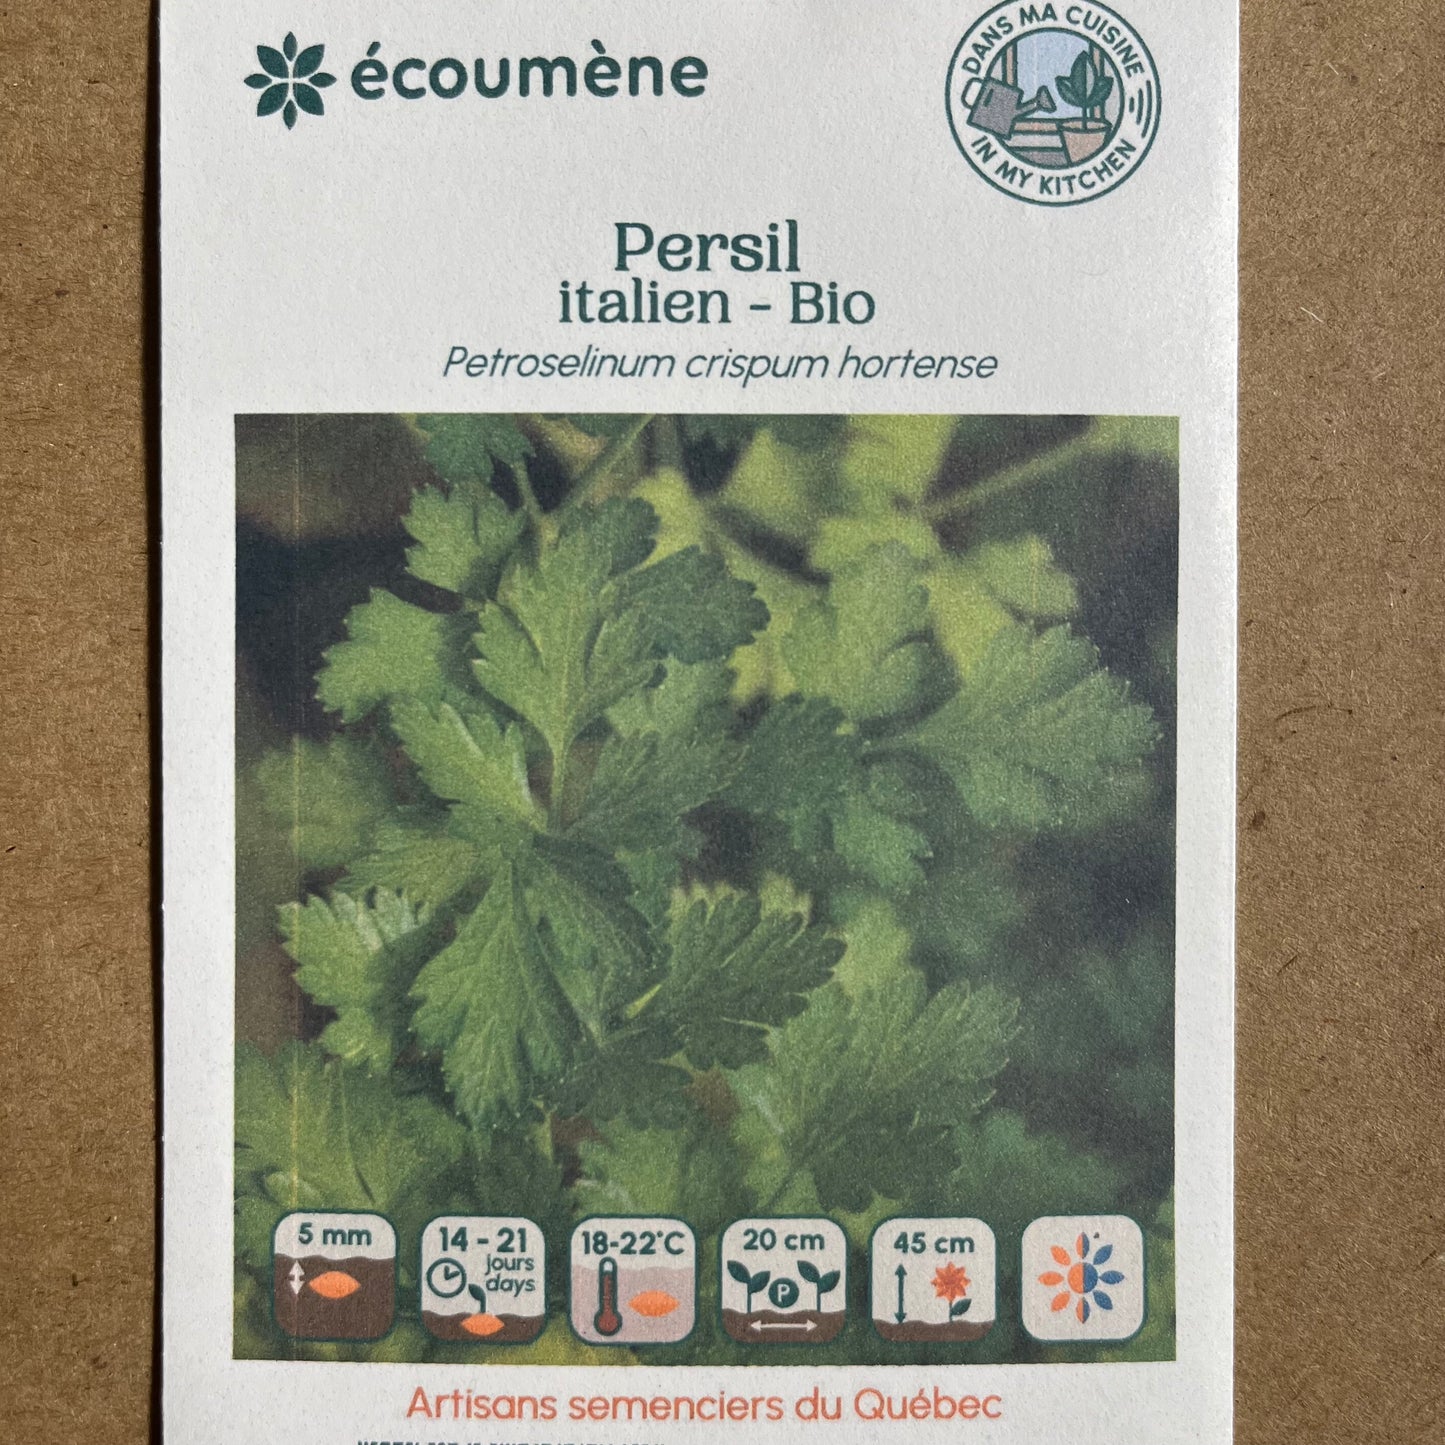 écoumène
DANS MA CUISINE
IN MY KITCHEN
Persil
italien - Bio
Petroselinum crispum hortense
5 mm
14 - 21
jours
days
18-22°C
20 cm
P
45 cm
Artisans semenciers du Québec